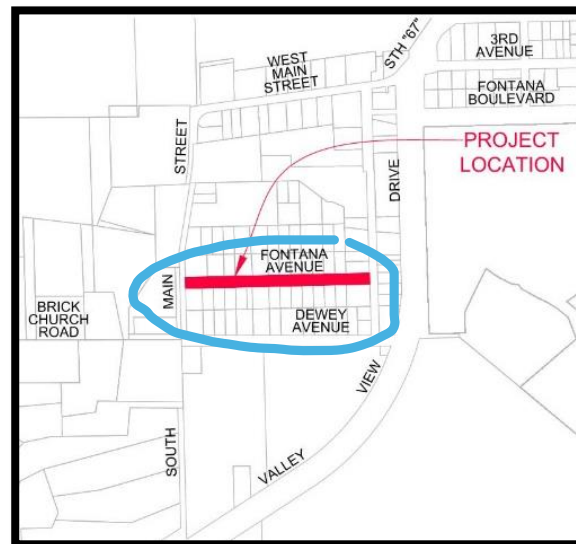 STH "67"
3RD
AVENUE
WEST
MAIN
STREET
FONTANA
BOULEVARD
PROJECT
LOCATION
SOUTH MAIN STREET
FONTANA
AVENUE
BRICK
CHURCH
ROAD
DEWEY
AVENUE
VALLEY VIEW DRIVE